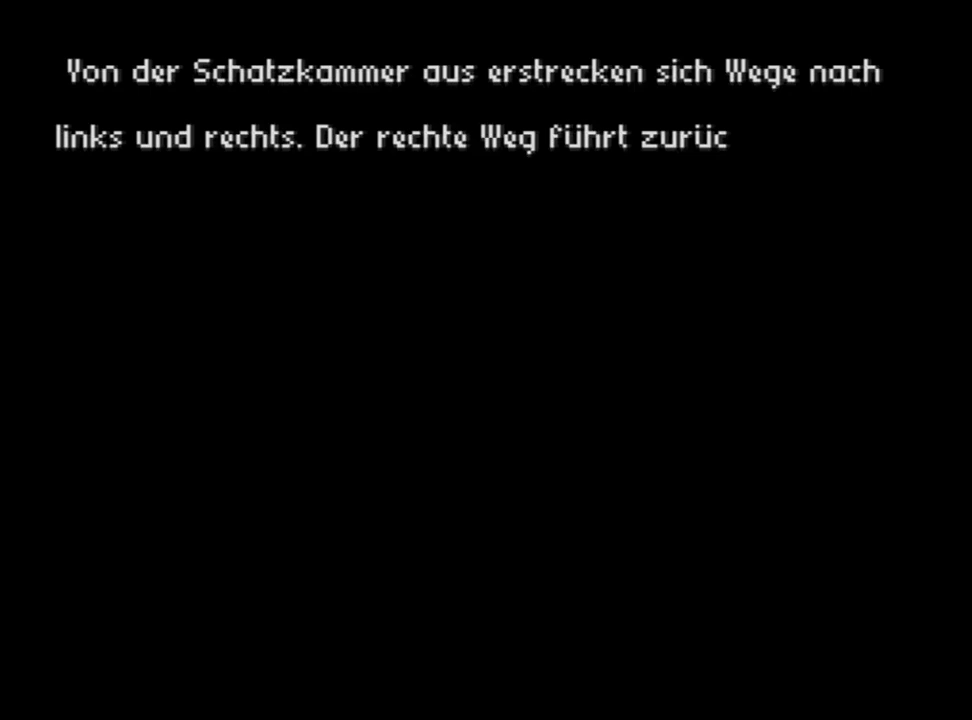 Von der Schatzkammer aus erstrecken sich Wege nach
links und rechts. Der rechte Weg führt zurüc